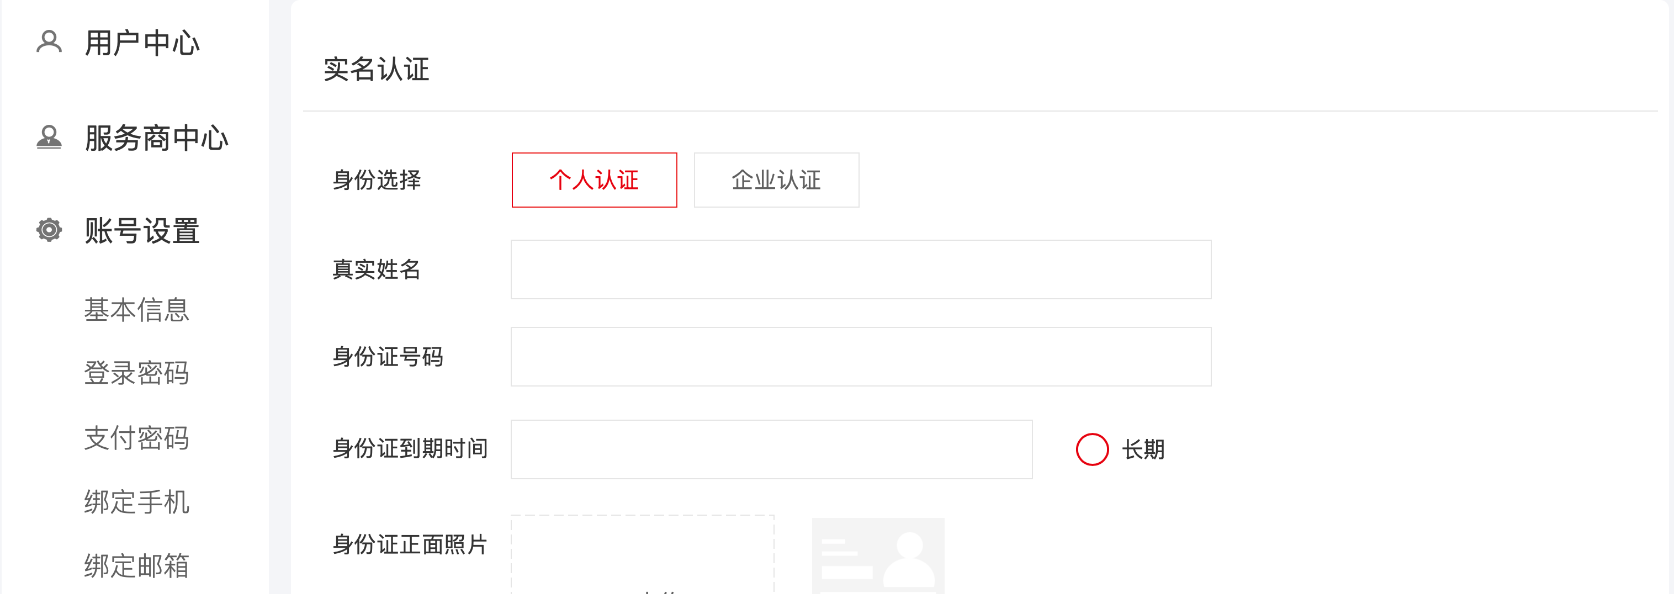 用户中心
服务商中心
账号设置
基本信息
登录密码
支付密码
绑定手机
绑定邮箱
实名认证
身份选择 个人认证 企业认证
真实姓名
身份证号码
身份证到期时间 长期
身份证正面照片